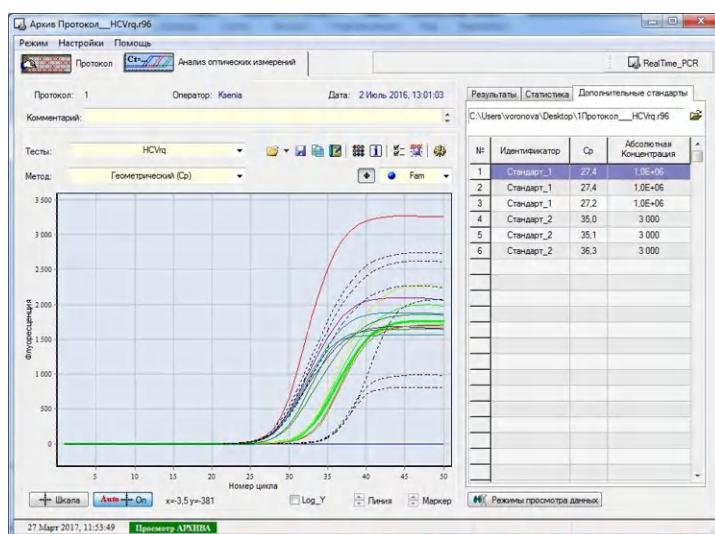 Архив Протокол__HCVrq.r96
Режим Настройки Помощь
Протокол
Ct=
Анализ оптических измерений
RealTime_PCR
Протокол: 1 Оператор: Ksenia Дата: 2 Июль 2016, 13:01:03
Комментарий:
Тесты: HCVrq
Метод: Геометрический (Cp) Fam
3 500
3 000
2 500
2 000
1 500
1 000
500
0
Флуоресценция
5 10 15 20 25 30 35 40 45 50
Номер цикла
Шкала Auto On x=-3,5 y=-381 Log_Y Линия Маркер
27 Март 2017, 11:53:49 Просмотр АРХИВА
Результаты Статистика Дополнительные стандарты
C:\Users\voronova\Desktop\1Протокол____HCVrq.r96
№ Идентификатор Cp Абсолютная Концентрация
1 Стандарт_1 27,4 1,0E+06
2 Стандарт_1 27,4 1,0E+06
3 Стандарт_1 27,2 1,0E+06
4 Стандарт_2 35,0 3 000
5 Стандарт_2 35,1 3 000
6 Стандарт_2 36,3 3 000
Режимы просмотра данных